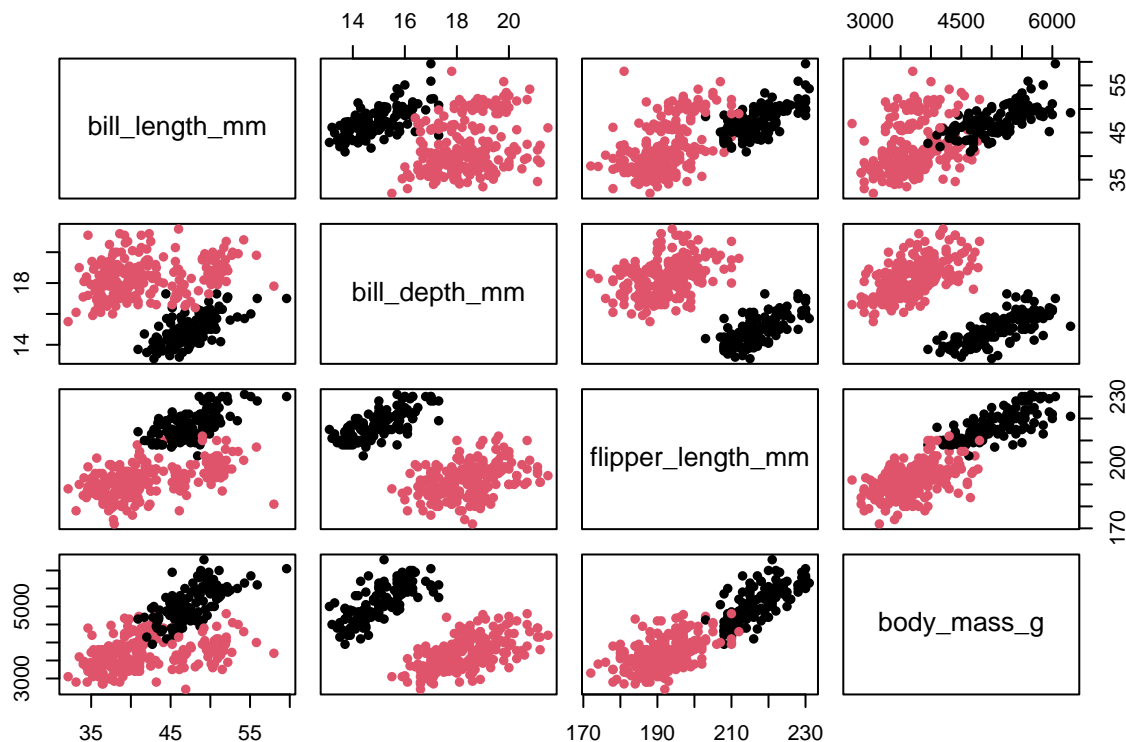 14 16 18 20
3000 4500 6000
bill_length_mm
35 45 55
14 18
bill_depth_mm
flipper_length_mm
170 200 230
3000 5000
body_mass_g
35 45 55
170 190 210 230